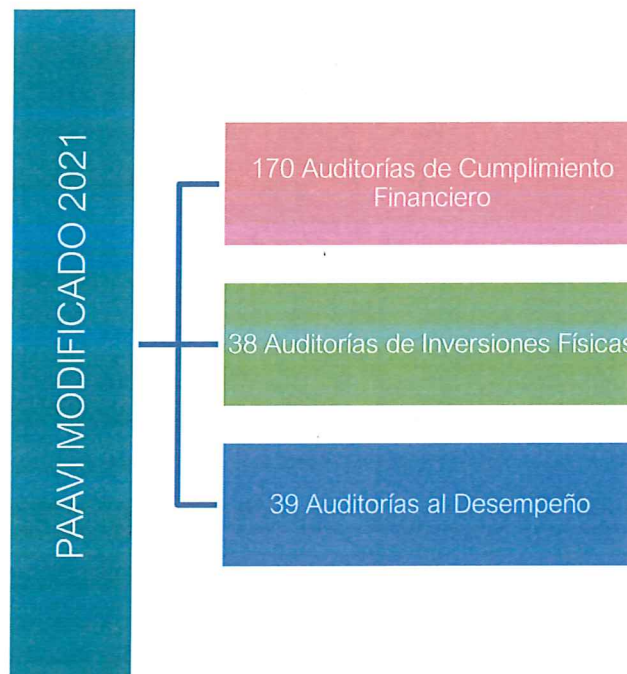 PAAVI MODIFICADO 2021
170 Auditorías de Cumplimiento
Financiero
38 Auditorías de Inversiones Físicas
39 Auditorías al Desempeño